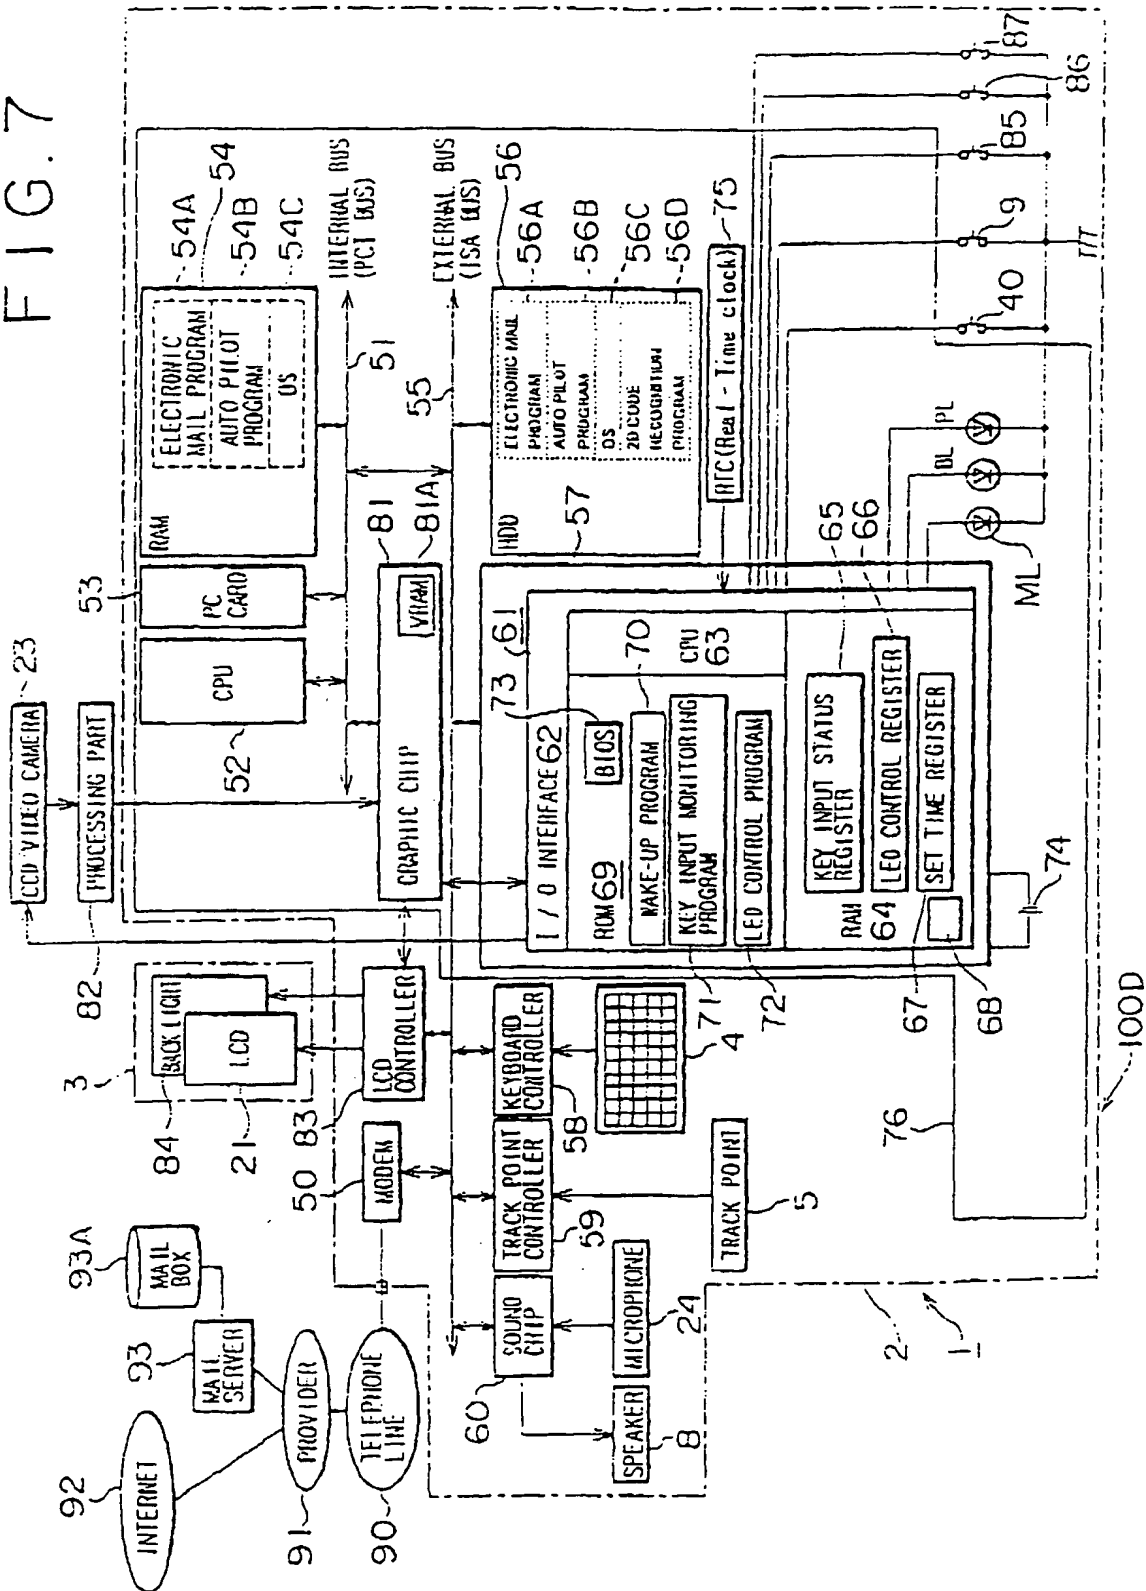 FIG. 7
23
CCD VIDEO CAMERA
PROCESSING PART
82
53
52
CPU
PC CARD
RAM
ELECTRONIC
MAIL PROGRAM
AUTO PILOT
PROGRAM
OS
54A
54
54B
54C
INTERNAL BUS
(PCI BUS)
51
EXTERNAL BUS
(ISA BUS)
55
3
84
BACK LIGHT
LCD
21
83
LCD
CONTROLLER
GRAPHIC CHIP
VRAM
81
81A
HDD
57
ELECTRONIC MAIL
PROGRAM
AUTO PILOT
PROGRAM
OS
2D CODE
RECOGNITION
PROGRAM
56
56A
56B
56C
56D
RTC(Real-Time clock)
75
93A
MAIL
BOX
93
MAIL
SERVER
92
INTERNET
91
PROVIDER
90
TELEPHONE
LINE
50
MODEM
60
SOUND
CHIP
TRACK POINT
CONTROLLER
59
KEYBOARD
CONTROLLER
58
4
SPEAKER
8
MICROPHONE
24
TRACK POINT
5
61
I/O INTERFACE 62
73
BIOS
ROM 69
70
WAKE-UP PROGRAM
KEY INPUT MONITORING
PROGRAM
71
LED CONTROL PROGRAM
72
CPU
63
RAM
64
KEY INPUT STATUS
REGISTER
65
LED CONTROL REGISTER
66
SET TIME REGISTER
67
68
74
76
ML
BL
PL
40
9
85
86
87
2
1
100D